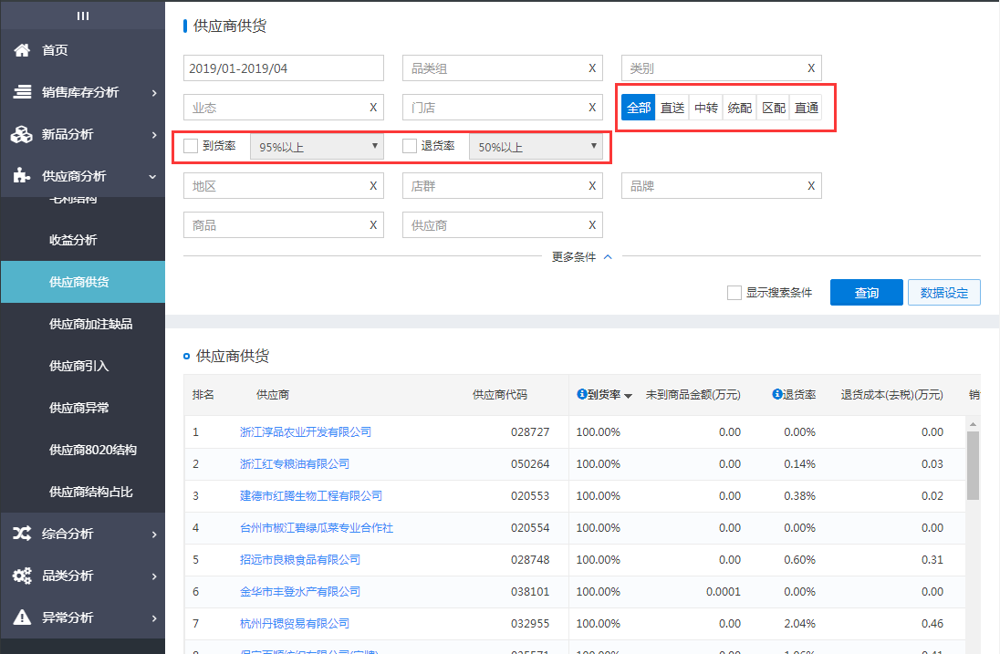 首页
销售库存分析
新品分析
供应商分析
毛利结构
收益分析
供应商供货
供应商加注缺品
供应商引入
供应商异常
供应商8020结构
供应商结构占比
综合分析
品类分析
异常分析
供应商供货
2019/01-2019/04 品类组 X 类别 X
业态 X 门店 X 全部 直送 中转 统配 区配 直通
到货率 95%以上 退货率 50%以上
地区 X 店群 X 品牌 X
商品 X 供应商 X
更多条件
显示搜索条件 查询 数据设定
供应商供货
排名 供应商 供应商代码 到货率 未到商品金额(万元) 退货率 退货成本(去税)(万元) 销
1 浙江淳品农业开发有限公司 028727 100.00% 0.00 0.00% 0.00
2 浙江红专粮油有限公司 050264 100.00% 0.00 0.14% 0.03
3 建德市红腾生物工程有限公司 020553 100.00% 0.00 0.38% 0.02
4 台州市椒江碧绿瓜菜专业合作社 020554 100.00% 0.00 0.00% 0.00
5 招远市良粮食品有限公司 028748 100.00% 0.00 0.60% 0.31
6 金华市丰登水产有限公司 038101 100.00% 0.0001 0.00% 0.00
7 杭州丹锶贸易有限公司 032955 100.00% 0.00 2.04% 0.46